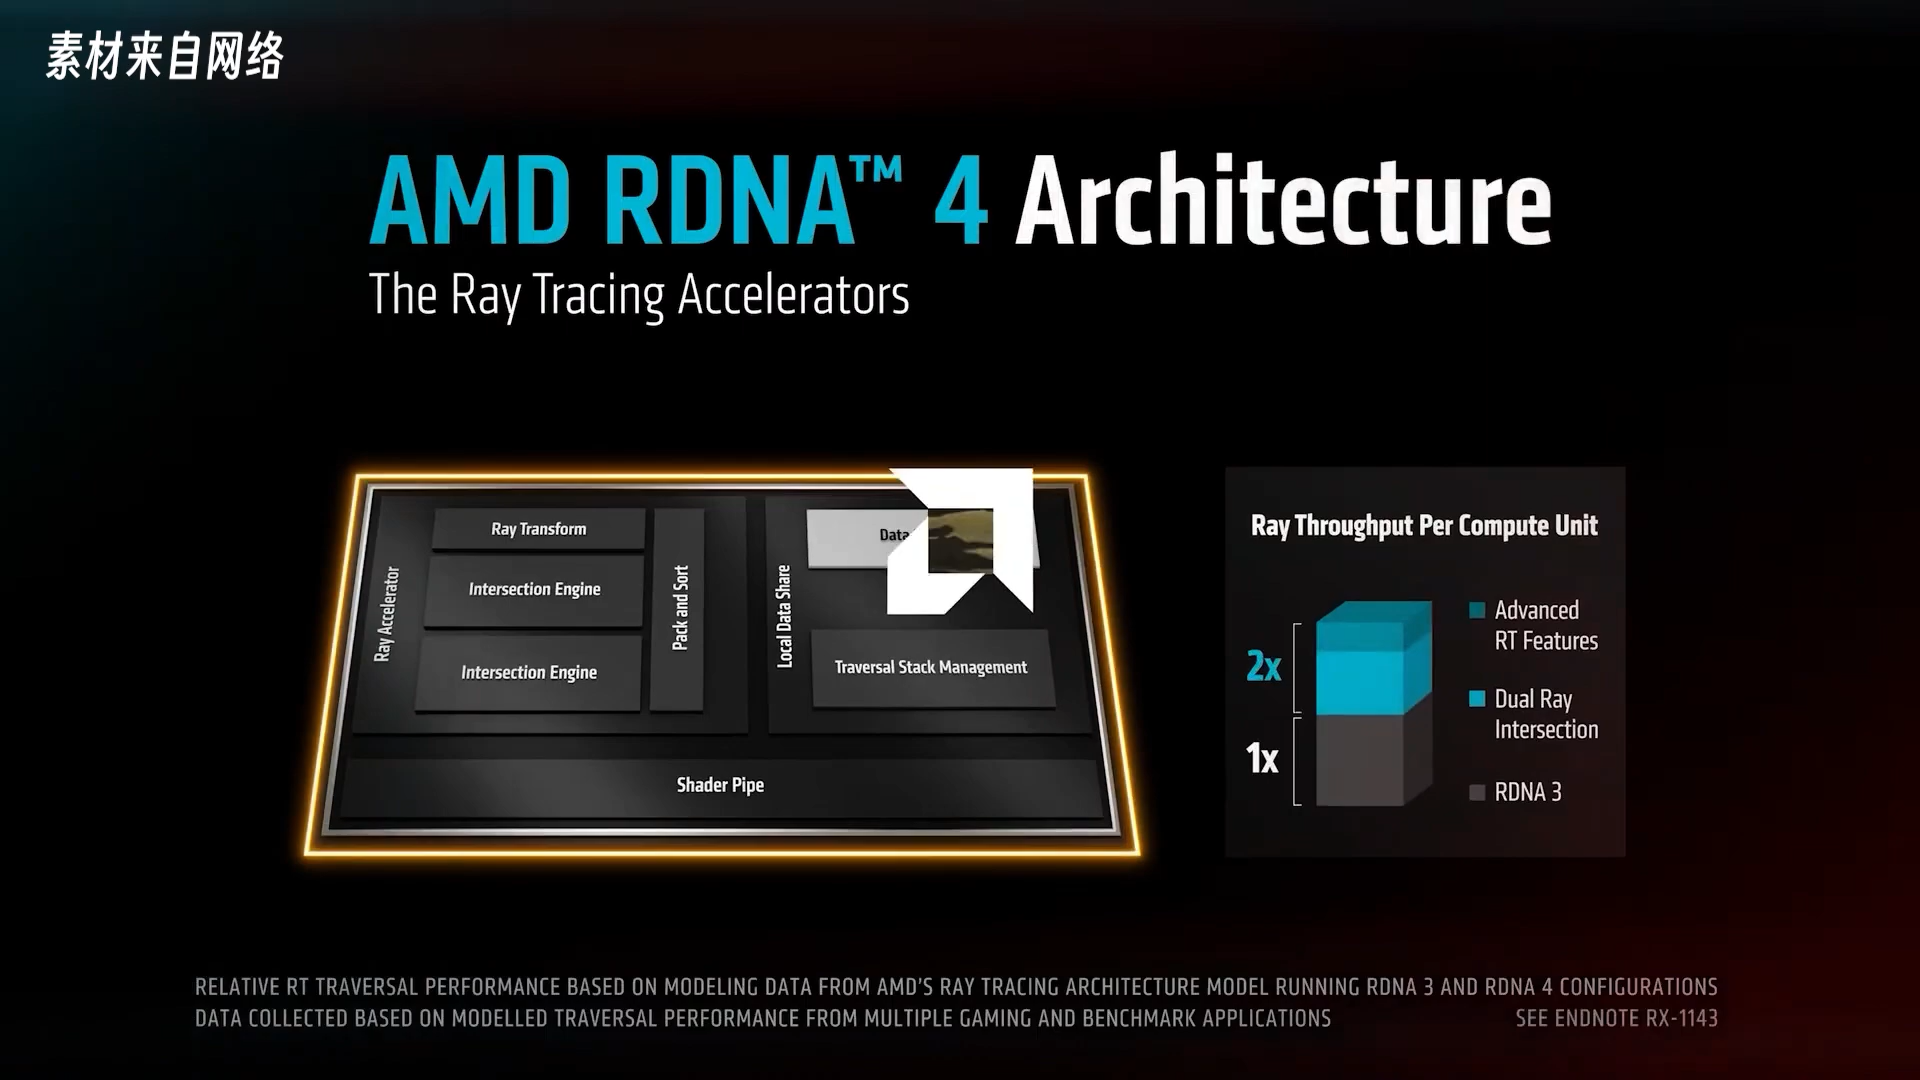 素材来自网络
AMD RDNA™ 4 Architecture
The Ray Tracing Accelerators
Ray Accelerator
Ray Transform
Intersection Engine
Intersection Engine
Pack and Sort
Local Data Share
Data
Traversal Stack Management
Shader Pipe
Ray Throughput Per Compute Unit
2x
1x
Advanced
RT Features
Dual Ray
Intersection
RDNA 3
RELATIVE RT TRAVERSAL PERFORMANCE BASED ON MODELING DATA FROM AMD'S RAY TRACING ARCHITECTURE MODEL RUNNING RDNA 3 AND RDNA 4 CONFIGURATIONS
DATA COLLECTED BASED ON MODELLED TRAVERSAL PERFORMANCE FROM MULTIPLE GAMING AND BENCHMARK APPLICATIONS
SEE ENDNOTE RX-1143